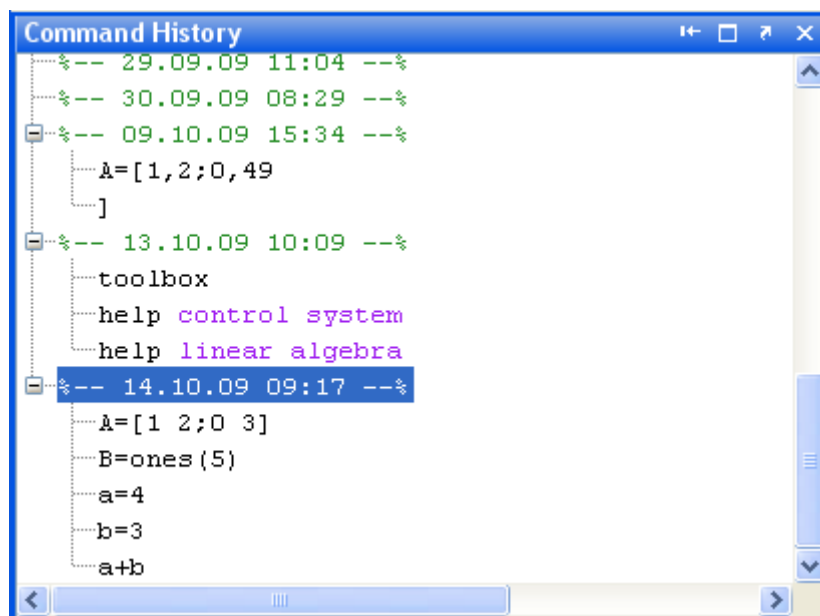 Command History
%-- 29.09.09 11:04 --%
%-- 30.09.09 08:29 --%
%-- 09.10.09 15:34 --%
A=[1,2;0,49
]
%-- 13.10.09 10:09 --%
toolbox
help control system
help linear algebra
%-- 14.10.09 09:17 --%
A=[1 2;0 3]
B=ones(5)
a=4
b=3
a+b